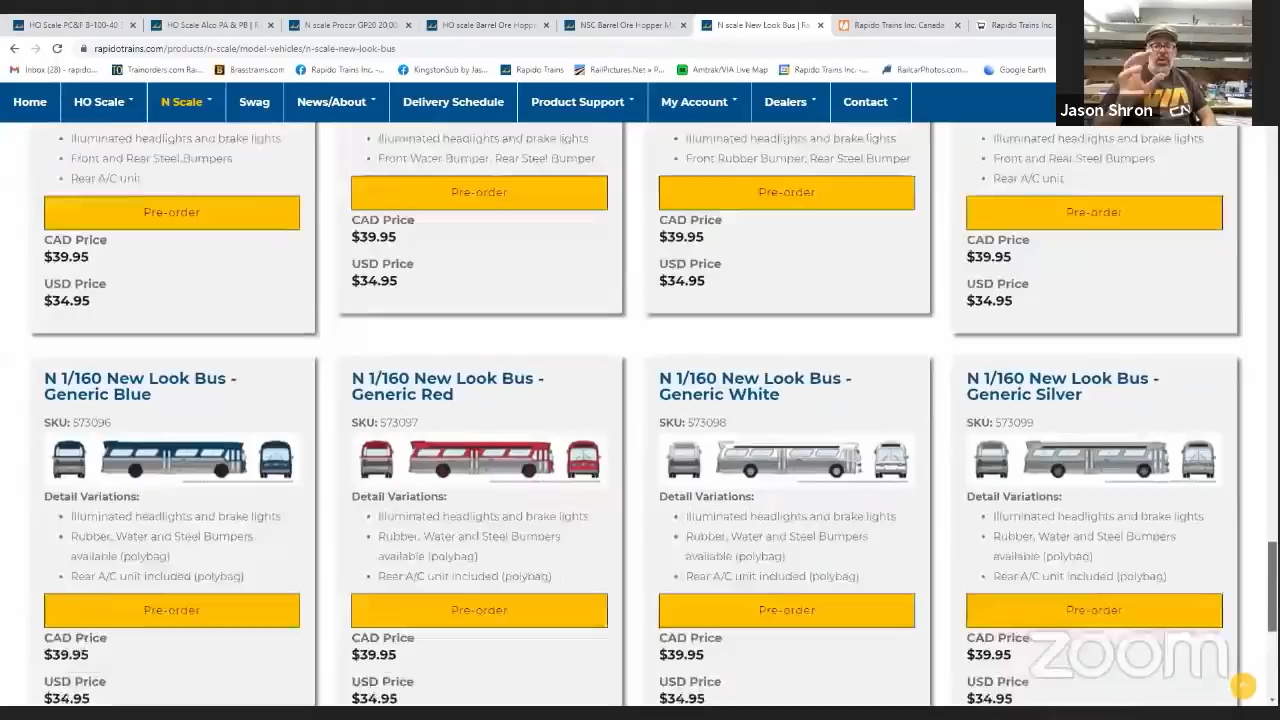 HO Scale PC&F B-100-40
HO Scale Alco PA & PB | R
N scale Procor GP20 20,00
HO scale Barrel Ore Hopper
NSC Barrel Ore Hopper M
N scale New Look Bus | Ra
Rapido Trains Inc. Canada
Rapido Trains Inc.
rapidotrains.com/products/n-scale/model-vehicles/n-scale-new-look-bus
Inbox (28) - rapido...
Trainorders.com Rai...
Brasstrains.com
Rapido Trains Inc. -...
KingstonSub by Jas...
Rapido Trains
RailPictures.Net » P...
Amtrak/VIA Live Map
Rapido Trains Inc -...
RailcarPhotos.com...
Google Earth
Jason Shron
Home
HO Scale
N Scale
Swag
News/About
Delivery Schedule
Product Support
My Account
Dealers
Contact
Illuminated headlights and brake lights
Front and Rear Steel Bumpers
Rear A/C unit
Pre-order
CAD Price
$39.95
USD Price
$34.95
Illuminated headlights and brake lights
Front Water Bumper, Rear Steel Bumper
Pre-order
CAD Price
$39.95
USD Price
$34.95
Illuminated headlights and brake lights
Front Rubber Bumper, Rear Steel Bumper
Pre-order
CAD Price
$39.95
USD Price
$34.95
Illuminated headlights and brake lights
Front and Rear Steel Bumpers
Rear A/C unit
Pre-order
CAD Price
$39.95
USD Price
$34.95
N 1/160 New Look Bus -
Generic Blue
SKU: 573096
Detail Variations:
Illuminated headlights and brake lights
Rubber, Water and Steel Bumpers
available (polybag)
Rear A/C unit included (polybag)
Pre-order
CAD Price
$39.95
USD Price
$34.95
N 1/160 New Look Bus -
Generic Red
SKU: 573097
Detail Variations:
Illuminated headlights and brake lights
Rubber, Water and Steel Bumpers
available (polybag)
Rear A/C unit included (polybag)
Pre-order
CAD Price
$39.95
USD Price
$34.95
N 1/160 New Look Bus -
Generic White
SKU: 573098
Detail Variations:
Illuminated headlights and brake lights
Rubber, Water and Steel Bumpers
available (polybag)
Rear A/C unit included (polybag)
Pre-order
CAD Price
$39.95
USD Price
$34.95
N 1/160 New Look Bus -
Generic Silver
SKU: 573099
Detail Variations:
Illuminated headlights and brake lights
Rubber, Water and Steel Bumpers
available (polybag)
Rear A/C unit included (polybag)
Pre-order
CAD Price
$39.95
USD Price
$34.95
zoom